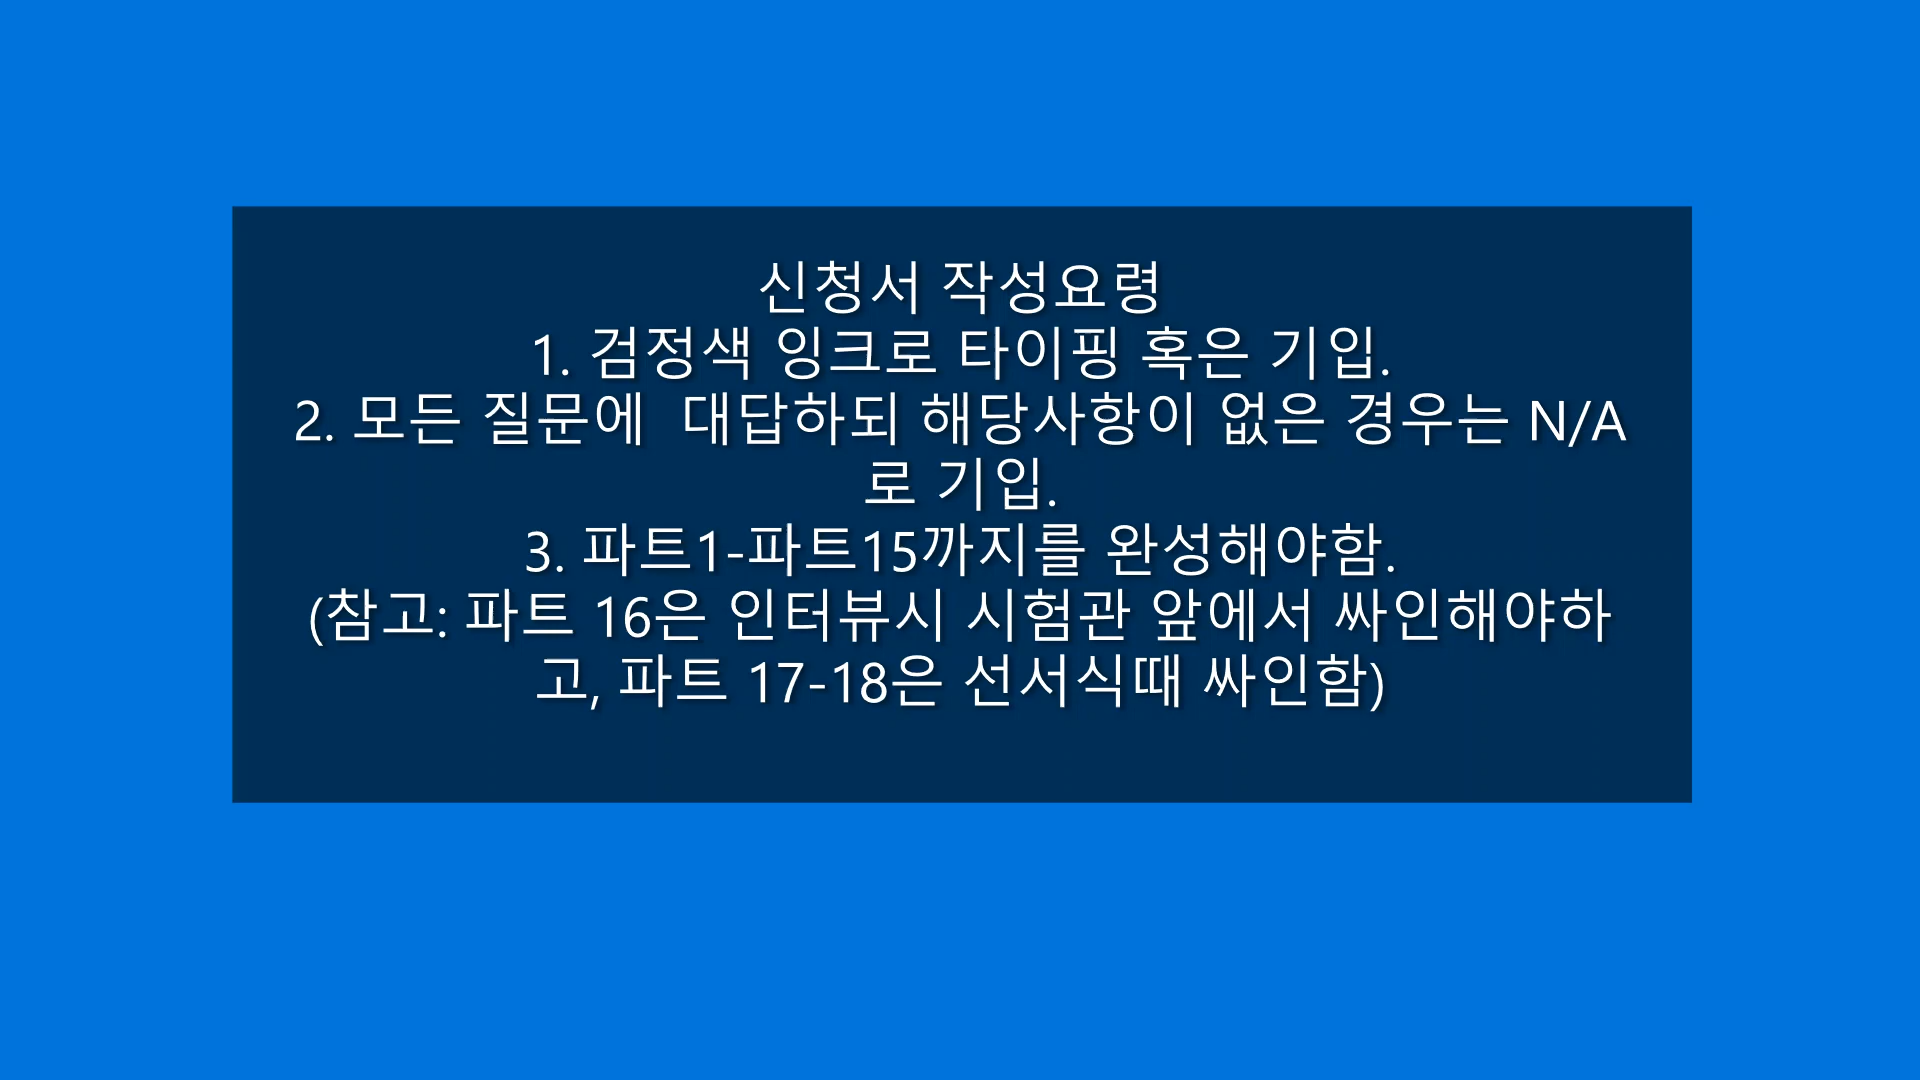 신청서 작성요령
1. 검정색 잉크로 타이핑 혹은 기입.
2. 모든 질문에  대답하되 해당사항이 없은 경우는 N/A
로 기입.
3. 파트1-파트15까지를 완성해야함.
(참고: 파트 16은 인터뷰시 시험관 앞에서 싸인해야하
고, 파트 17-18은 선서식때 싸인함)